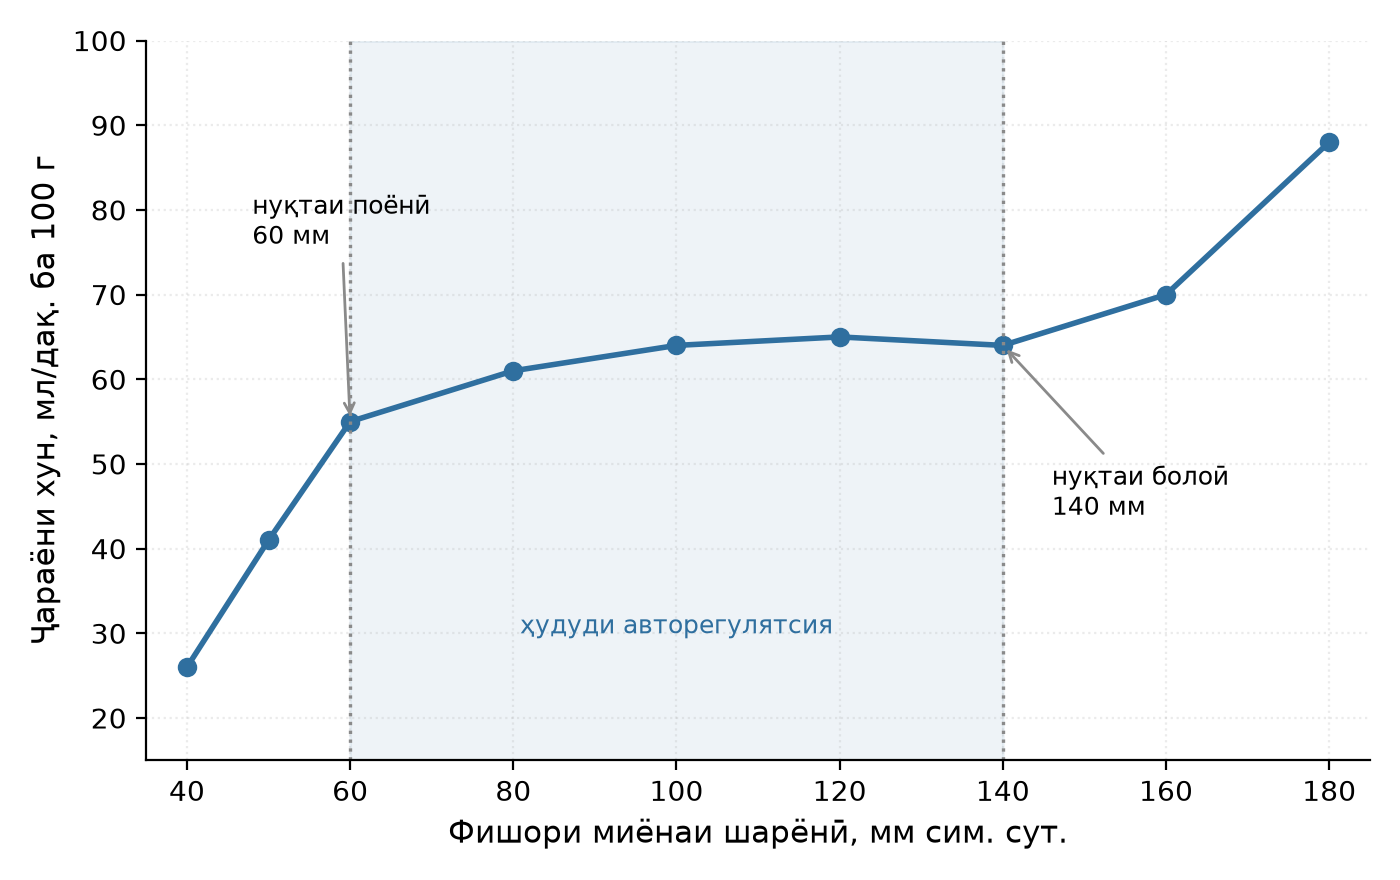 100
90
80
70
60
50
40
30
20
Ҷараёни хун, мл/дақ. ба 100 г
нуқтаи поёнӣ
60 мм
нуқтаи болоӣ
140 мм
ҳудуди авторегулятсия
40 60 80 100 120 140 160 180
Фишори миёнаи шарёнӣ, мм сим. сут.